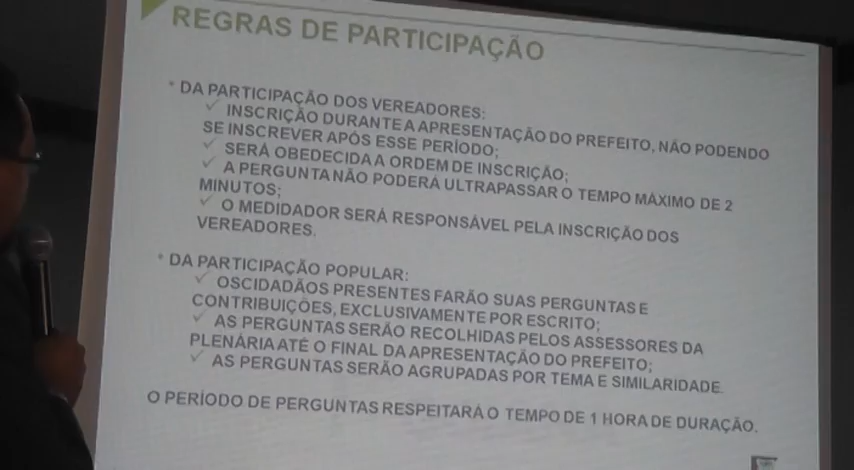 REGRAS DE PARTICIPAÇÃO
* DA PARTICIPAÇÃO DOS VEREADORES:
✓ INSCRIÇÃO DURANTE A APRESENTAÇÃO DO PREFEITO, NÃO PODENDO
SE INSCREVER APÓS ESSE PERÍODO;
✓ SERÁ OBEDECIDA A ORDEM DE INSCRIÇÃO;
✓ A PERGUNTA NÃO PODERÁ ULTRAPASSAR O TEMPO MÁXIMO DE 2
MINUTOS;
✓ O MEDIDADOR SERÁ RESPONSÁVEL PELA INSCRIÇÃO DOS
VEREADORES.
* DA PARTICIPAÇÃO POPULAR:
✓ OSCIDADÃOS PRESENTES FARÃO SUAS PERGUNTAS E
CONTRIBUIÇÕES, EXCLUSIVAMENTE POR ESCRITO;
✓ AS PERGUNTAS SERÃO RECOLHIDAS PELOS ASSESSORES DA
PLENÁRIA ATÉ O FINAL DA APRESENTAÇÃO DO PREFEITO;
✓ AS PERGUNTAS SERÃO AGRUPADAS POR TEMA E SIMILARIDADE.
O PERÍODO DE PERGUNTAS RESPEITARÁ O TEMPO DE 1 HORA DE DURAÇÃO.